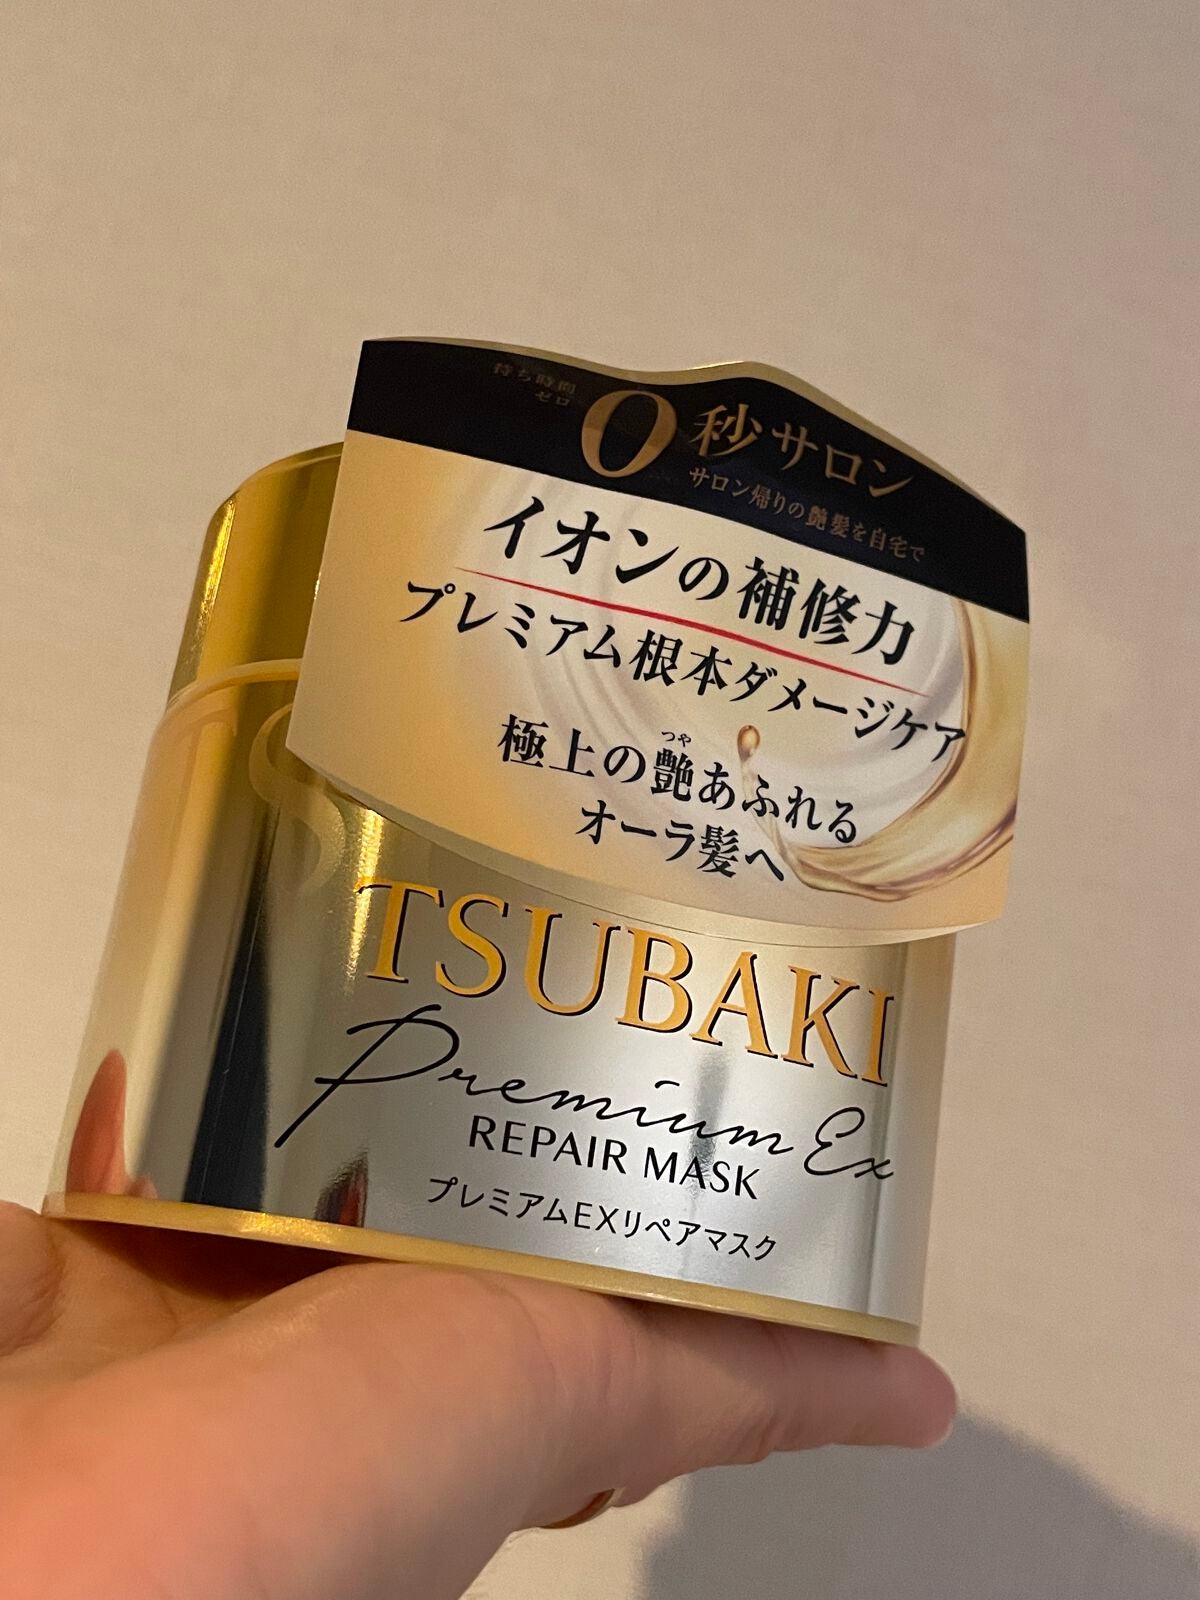 待ち時間
ゼロ
0秒サロン
サロン帰りの艶髪を自宅で
イオンの補修力
プレミアム根本ダメージケア
つや
極上の艶あふれる
オーラ髪へ
TSUBAKI
Premium Ex
REPAIR MASK
プレミアムEXリペアマスク